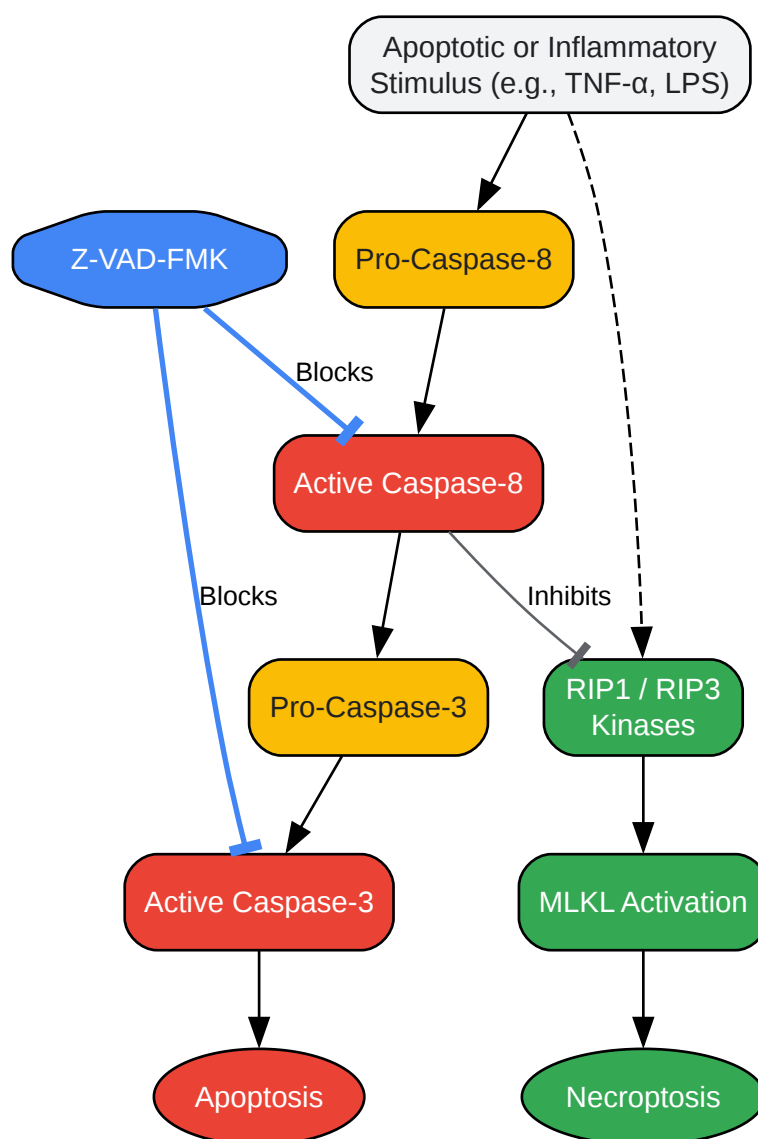 Apoptotic or Inflammatory
Stimulus (e.g., TNF-α, LPS)
Z-VAD-FMK
Pro-Caspase-8
Blocks
Active Caspase-8
Blocks
Inhibits
Pro-Caspase-3
RIP1 / RIP3
Kinases
Active Caspase-3
MLKL Activation
Apoptosis
Necroptosis